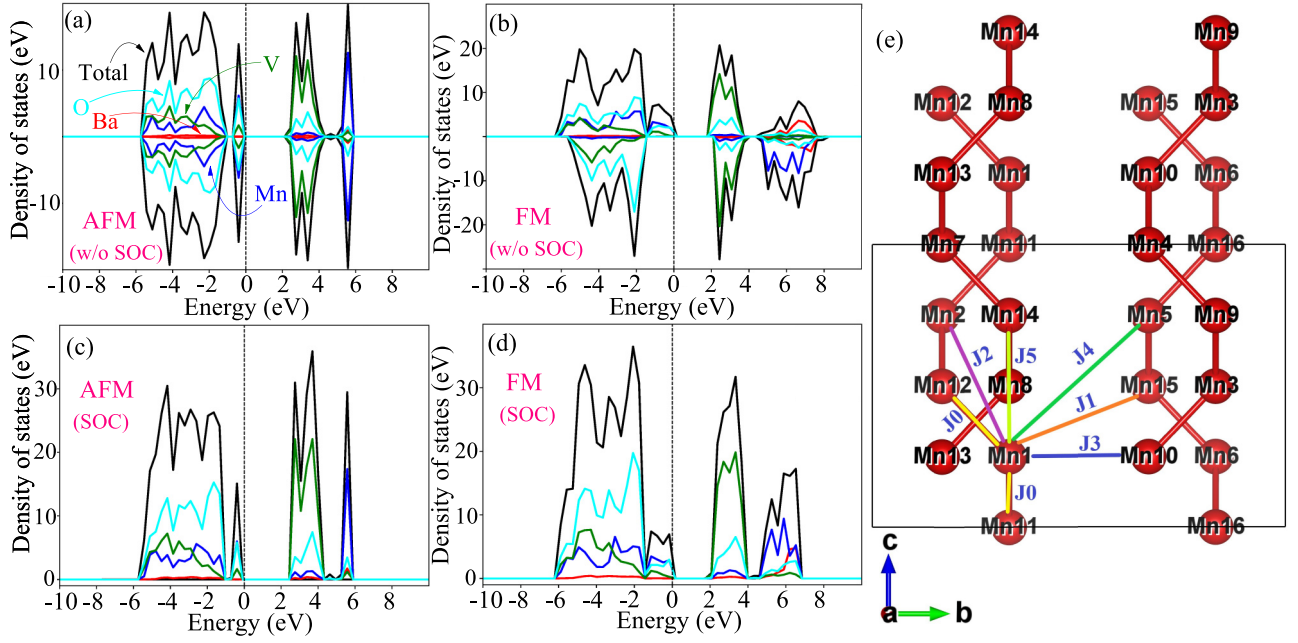 (a)
Density of states (eV)
10
-10
Total
O
Ba
V
Mn
AFM
(w/o SOC)
-10 -8 -6 -4 -2 0 2 4 6 8
Energy (eV)
(b)
Density of states (eV)
20
10
0
-10
-20
FM
(w/o SOC)
-10 -8 -6 -4 -2 0 2 4 6 8
Energy (eV)
(c)
Density of states (eV)
30
20
10
0
AFM
(SOC)
-10 -8 -6 -4 -2 0 2 4 6 8
Energy (eV)
(d)
Density of states (eV)
30
20
10
0
FM
(SOC)
-10 -8 -6 -4 -2 0 2 4 6 8
Energy (eV)
(e)
Mn14 Mn9
Mn12 Mn8 Mn15 Mn3
Mn13 Mn1 Mn10 Mn6
Mn7 Mn11 Mn4 Mn16
Mn2 Mn14 Mn5 Mn9
J2 J5 J4
Mn12 Mn8 Mn15 Mn3
J0 J1
Mn13 Mn1 J3 Mn10 Mn6
J0
Mn11 Mn16
c
a b